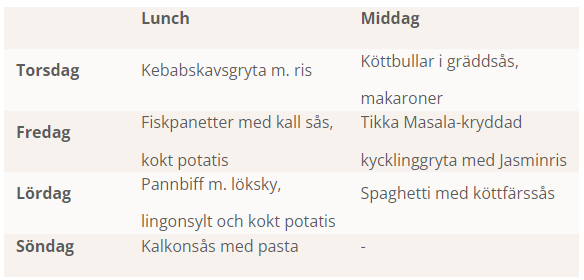 Lunch Middag
Torsdag Kebabskavsgryta m. ris Köttbullar i gräddsås,
makaroner
Fredag Fiskpanetter med kall sås, Tikka Masala-kryddad
kokt potatis kycklinggryta med Jasminris
Lördag Pannbiff m. löksky, Spaghetti med köttfärssås
lingonsylt och kokt potatis
Söndag Kalkonsås med pasta -